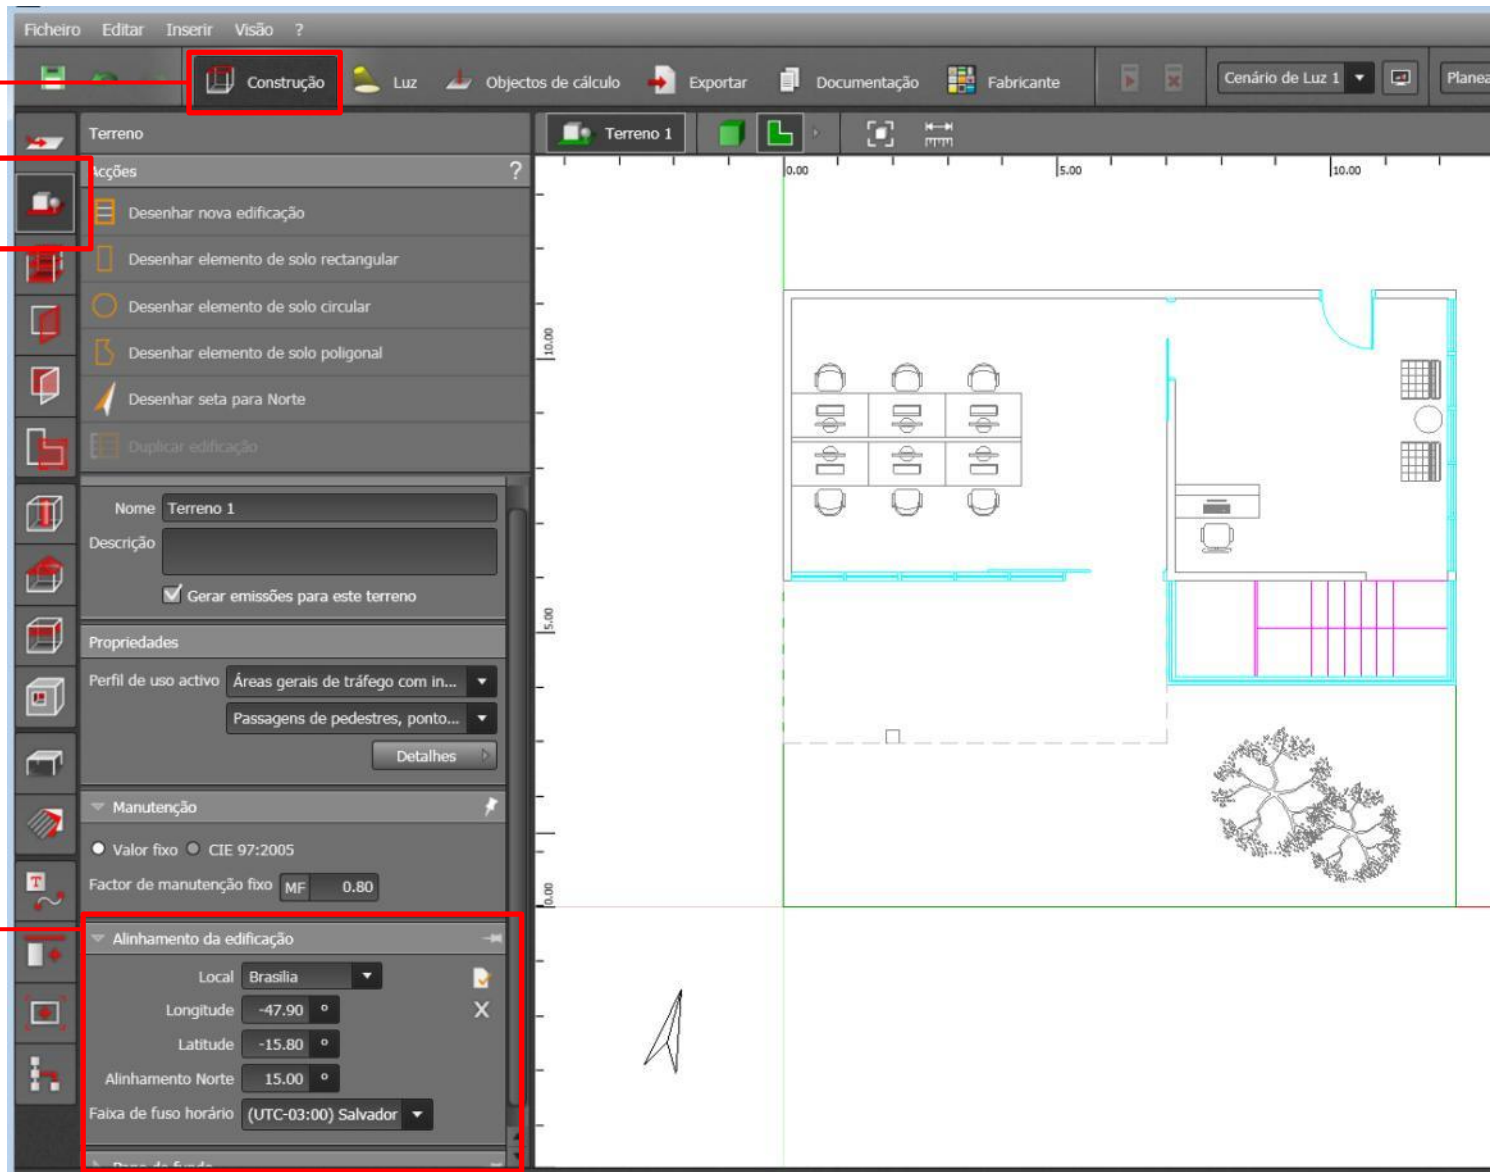 Ficheiro Editar Inserir Visão ?
Construção Luz Objectos de cálculo Exportar Documentação Fabricante Cenário de Luz 1 Planea
Terreno
Terreno 1
Acções ?
Desenhar nova edificação
Desenhar elemento de solo rectangular
Desenhar elemento de solo circular
Desenhar elemento de solo poligonal
Desenhar seta para Norte
Duplicar edificação
Nome Terreno 1
Descrição
Gerar emissões para este terreno
Propriedades
Perfil de uso activo Áreas gerais de tráfego com in...
Passagens de pedestres, ponto...
Detalhes
Manutenção
Valor fixo CIE 97:2005
Factor de manutenção fixo MF 0.80
Alinhamento da edificação
Local Brasilia
Longitude -47.90 °
Latitude -15.80 °
Alinhamento Norte 15.00 °
Faixa de fuso horário (UTC-03:00) Salvador
0.00 5.00 10.00
10.00
5.00
0.00
T